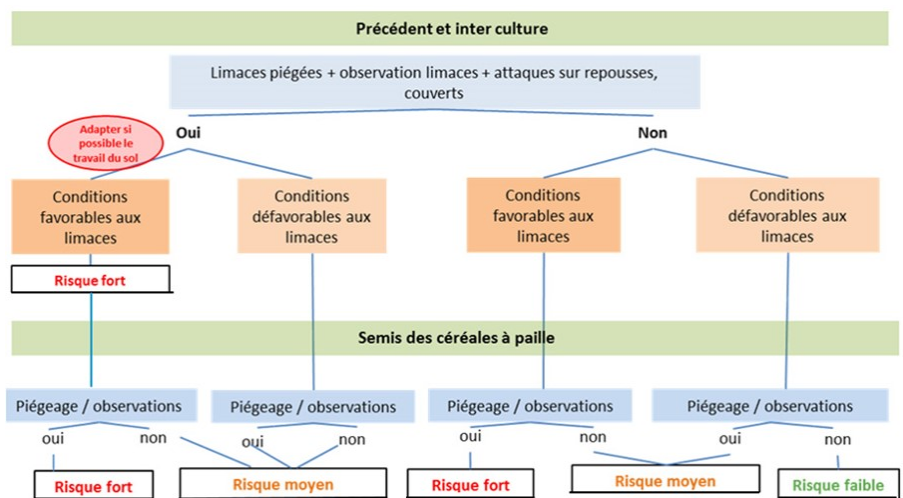 Précédent et inter culture
Limaces piégées + observation limaces + attaques sur repousses,
couverts
Adapter si
possible le
travail du sol
Oui
Non
Conditions
favorables aux
limaces
Conditions
défavorables aux
limaces
Conditions
favorables aux
limaces
Conditions
défavorables aux
limaces
Risque fort
Semis des céréales à paille
Piégeage / observations
Piégeage / observations
Piégeage / observations
Piégeage / observations
oui
non
oui
non
oui
non
oui
non
Risque fort
Risque moyen
Risque fort
Risque moyen
Risque faible